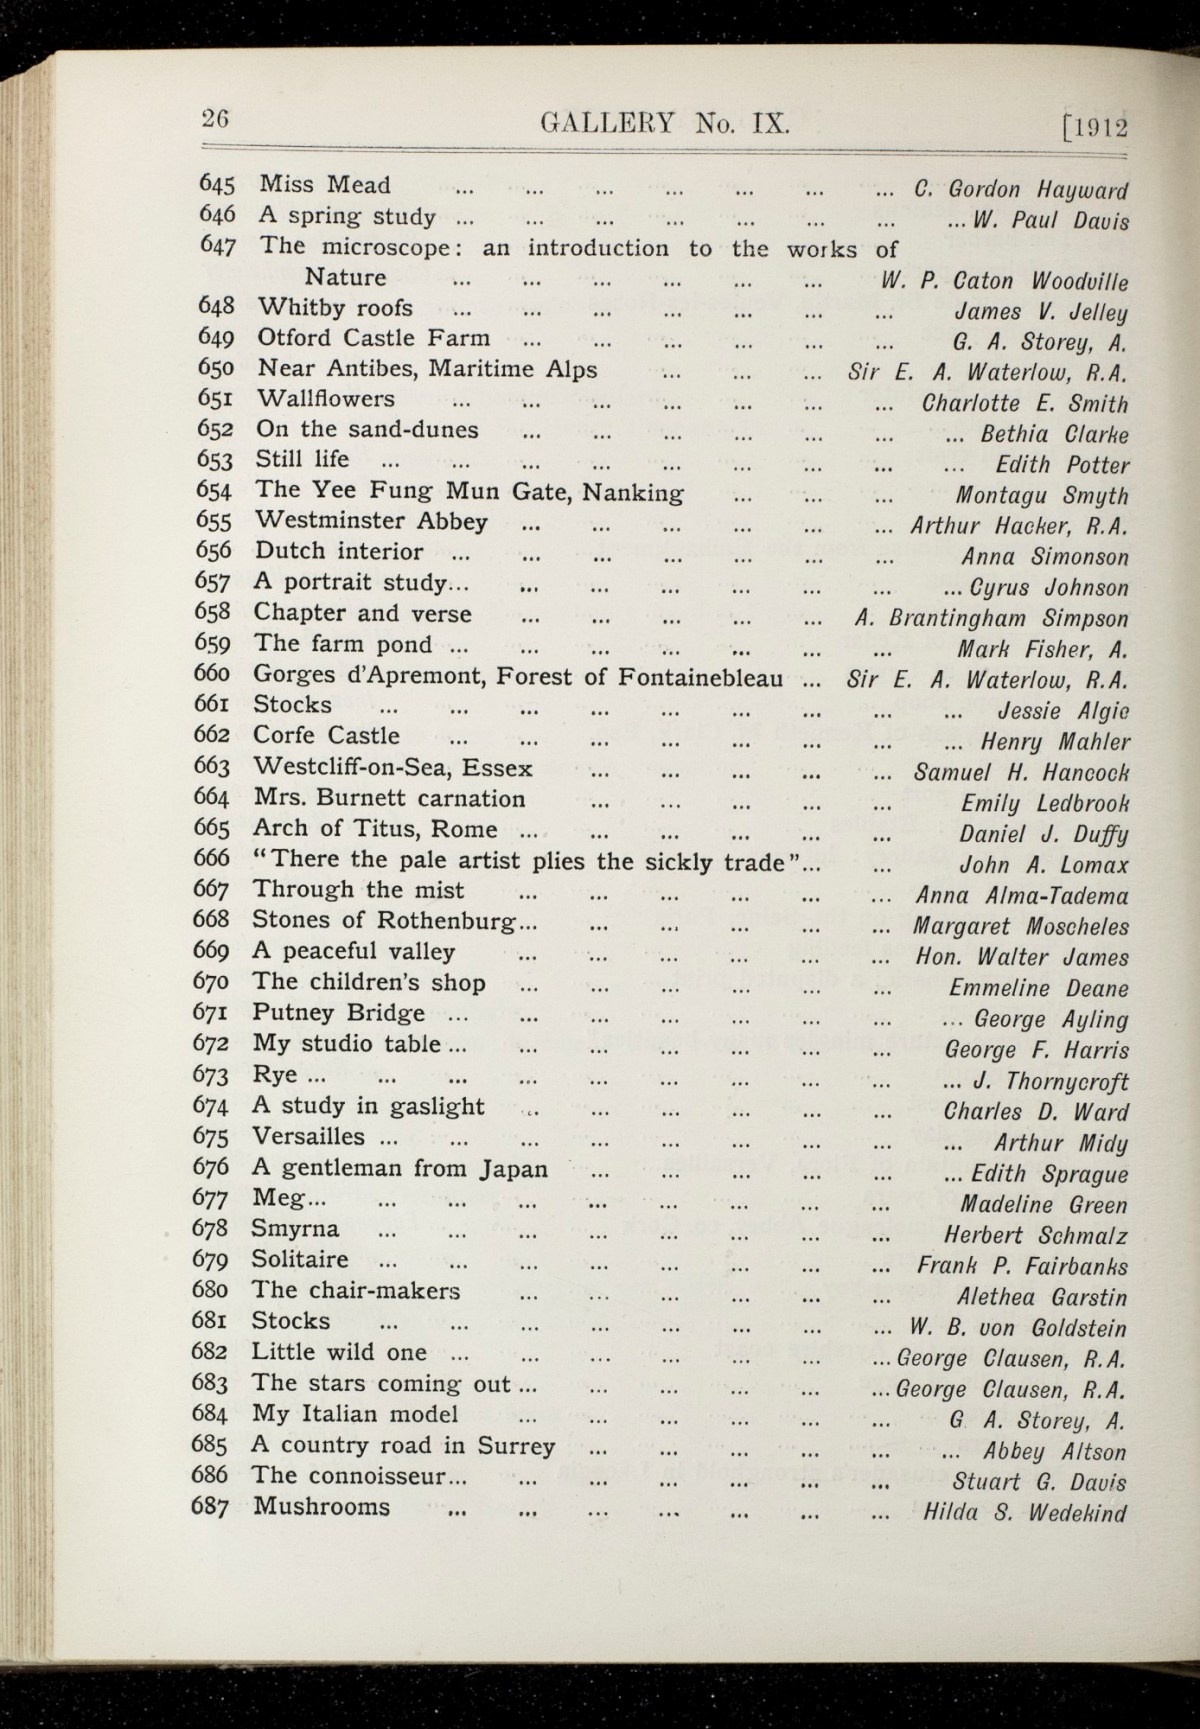 26 GALLERY No. IX. [1912
645 Miss Mead ... ... ... ... ... ... ... C. Gordon Hayward
646 A spring study ... ... ... ... ... ... ... ... W. Paul Davis
647 The microscope: an introduction to the works of
Nature ... ... ... ... ... ... W. P. Caton Woodville
648 Whitby roofs ... ... ... ... ... ... ... James V. Jelley
649 Otford Castle Farm ... ... ... ... ... ... G. A. Storey, A.
650 Near Antibes, Maritime Alps ... ... ... Sir E. A. Waterlow, R.A.
651 Wallflowers ... ... ... ... ... ... ... Charlotte E. Smith
652 On the sand-dunes ... ... ... ... ... ... ... Bethia Clarke
653 Still life ... ... ... ... ... ... ... ... ... Edith Potter
654 The Yee Fung Mun Gate, Nanking ... ... ... Montagu Smyth
655 Westminster Abbey ... ... ... ... ... ... Arthur Hacker, R.A.
656 Dutch interior ... ... ... ... ... ... ... Anna Simonson
657 A portrait study... ... ... ... ... ... ... ... Cyrus Johnson
658 Chapter and verse ... ... ... ... ... A. Brantingham Simpson
659 The farm pond ... ... ... ... ... ... ... Mark Fisher, A.
660 Gorges d'Apremont, Forest of Fontainebleau ... Sir E. A. Waterlow, R.A.
661 Stocks ... ... ... ... ... ... ... ... ... Jessie Algie
662 Corfe Castle ... ... ... ... ... ... ... ... Henry Mahler
663 Westcliff-on-Sea, Essex ... ... ... ... ... Samuel H. Hancock
664 Mrs. Burnett carnation ... ... ... ... ... Emily Ledbrook
665 Arch of Titus, Rome ... ... ... ... ... ... Daniel J. Duffy
666 "There the pale artist plies the sickly trade"... ... John A. Lomax
667 Through the mist ... ... ... ... ... ... Anna Alma-Tadema
668 Stones of Rothenburg... ... ... ... ... ... Margaret Moscheles
669 A peaceful valley ... ... ... ... ... ... Hon. Walter James
670 The children's shop ... ... ... ... ... ... Emmeline Deane
671 Putney Bridge ... ... ... ... ... ... ... ... George Ayling
672 My studio table ... ... ... ... ... ... ... George F. Harris
673 Rye ... ... ... ... ... ... ... ... ... ... J. Thornycroft
674 A study in gaslight ... ... ... ... ... ... Charles D. Ward
675 Versailles ... ... ... ... ... ... ... ... ... Arthur Midy
676 A gentleman from Japan ... ... ... ... ... ... Edith Sprague
677 Meg... ... ... ... ... ... ... ... ... Madeline Green
678 Smyrna ... ... ... ... ... ... ... ... Herbert Schmalz
679 Solitaire ... ... ... ... ... ... ... ... Frank P. Fairbanks
680 The chair-makers ... ... ... ... ... ... Alethea Garstin
681 Stocks ... ... ... ... ... ... ... ... W. B. von Goldstein
682 Little wild one ... ... ... ... ... ... ... George Clausen, R.A.
683 The stars coming out ... ... ... ... ... ... George Clausen, R.A.
684 My Italian model ... ... ... ... ... ... G. A. Storey, A.
685 A country road in Surrey ... ... ... ... ... ... Abbey Altson
686 The connoisseur... ... ... ... ... ... ... Stuart G. Davis
687 Mushrooms ... ... ... ... ... ... ... Hilda S. Wedekind